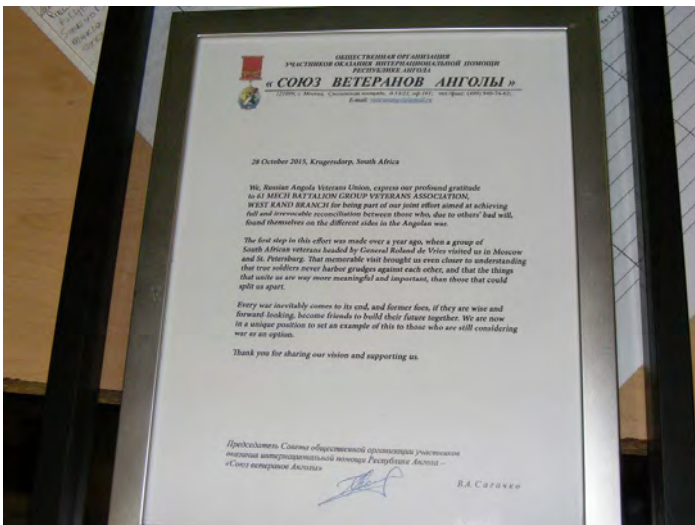 ОБЩЕСТВЕННАЯ ОРГАНИЗАЦИЯ
УЧАСТНИКОВ ОКАЗАНИЯ ИНТЕРНАЦИОНАЛЬНОЙ ПОМОЩИ
РЕСПУБЛИКЕ АНГОЛА
« СОЮЗ ВЕТЕРАНОВ АНГОЛЫ »
г. Москва,
E-mail:
28 October 2015, Krugersdorp, South Africa
We, Russian Angola Veterans Union, express our profound gratitude
to 61 MECH BATTALION GROUP VETERANS ASSOCIATION,
WEST RAND BRANCH for being part of our joint effort aimed at achieving
full and irrevocable reconciliation between those who, due to others' bad will,
found themselves on the different sides in the Angolan war.
The first step in this effort was made over a year ago, when a group of
South African veterans headed by General Roland de Vries visited us in Moscow
and St. Petersburg. That memorable visit brought us even closer to understanding
that true soldiers never harbor grudges against each other, and that the things
that unite us are way more meaningful and important, than those that could
split us apart.
Every war inevitably comes to its end, and former foes, if they are wise and
forward-looking, become friends to build their future together. We are now
in a unique position to set an example of this to those who are still considering
war as an option.
Thank you for sharing our vision and supporting us.
Председатель Совета общественной организации участников
оказания интернациональной помощи Республике Ангола –
«Союз ветеранов Анголы»
В.А. Сагачко